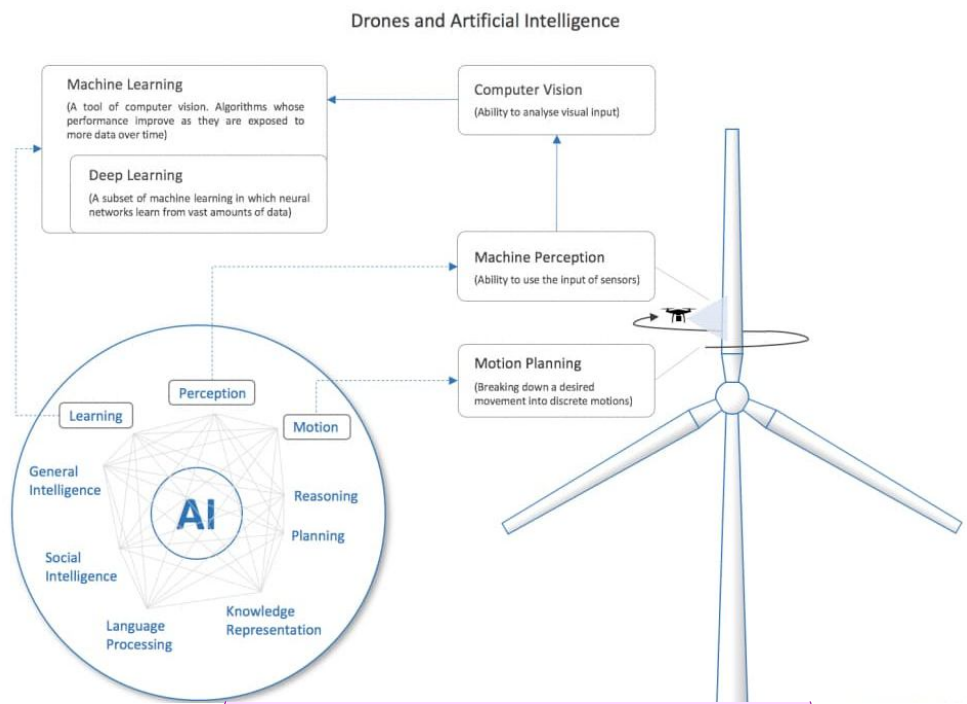 Drones and Artificial Intelligence
Machine Learning
(A tool of computer vision. Algorithms whose
performance improve as they are exposed to
more data over time)
Deep Learning
(A subset of machine learning in which neural
networks learn from vast amounts of data)
Computer Vision
(Ability to analyse visual input)
Machine Perception
(Ability to use the input of sensors)
Motion Planning
(Breaking down a desired
movement into discrete motions)
Perception
Learning
Motion
General
Intelligence
AI
Reasoning
Planning
Social
Intelligence
Knowledge
Representation
Language
Processing